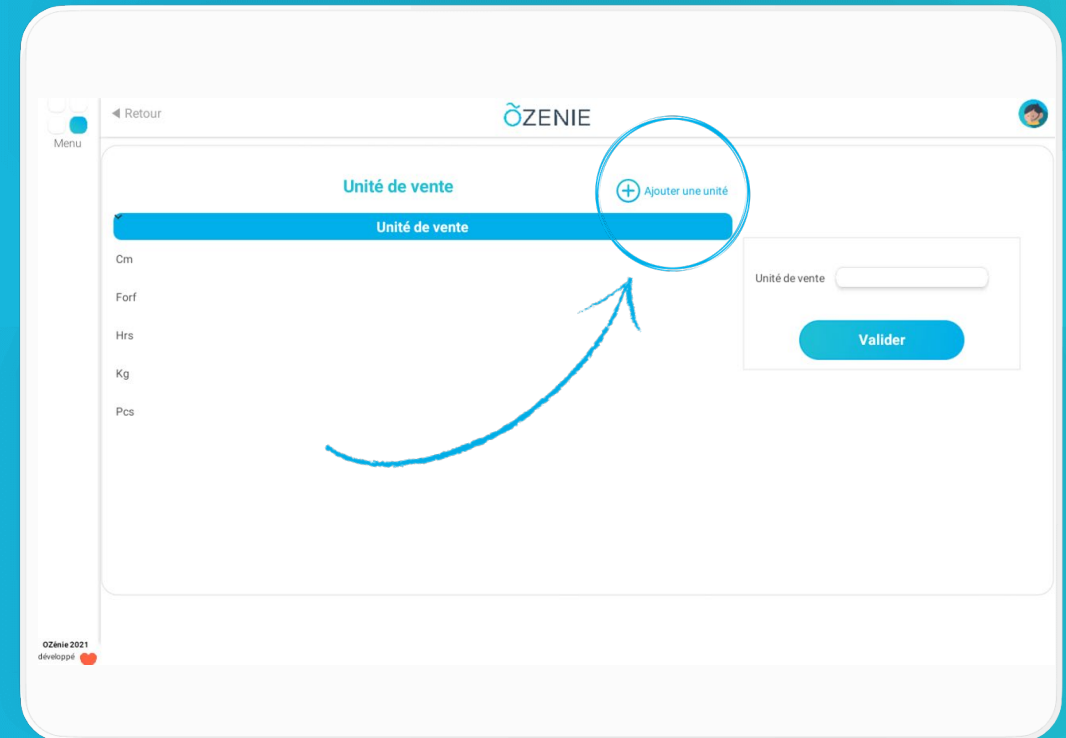 Menu
◀ Retour
ÕZENIE
Unité de vente
Ajouter une unité
Unité de vente
Cm
Forf
Hrs
Kg
Pcs
Unité de vente
Valider
OZénie 2021
développé